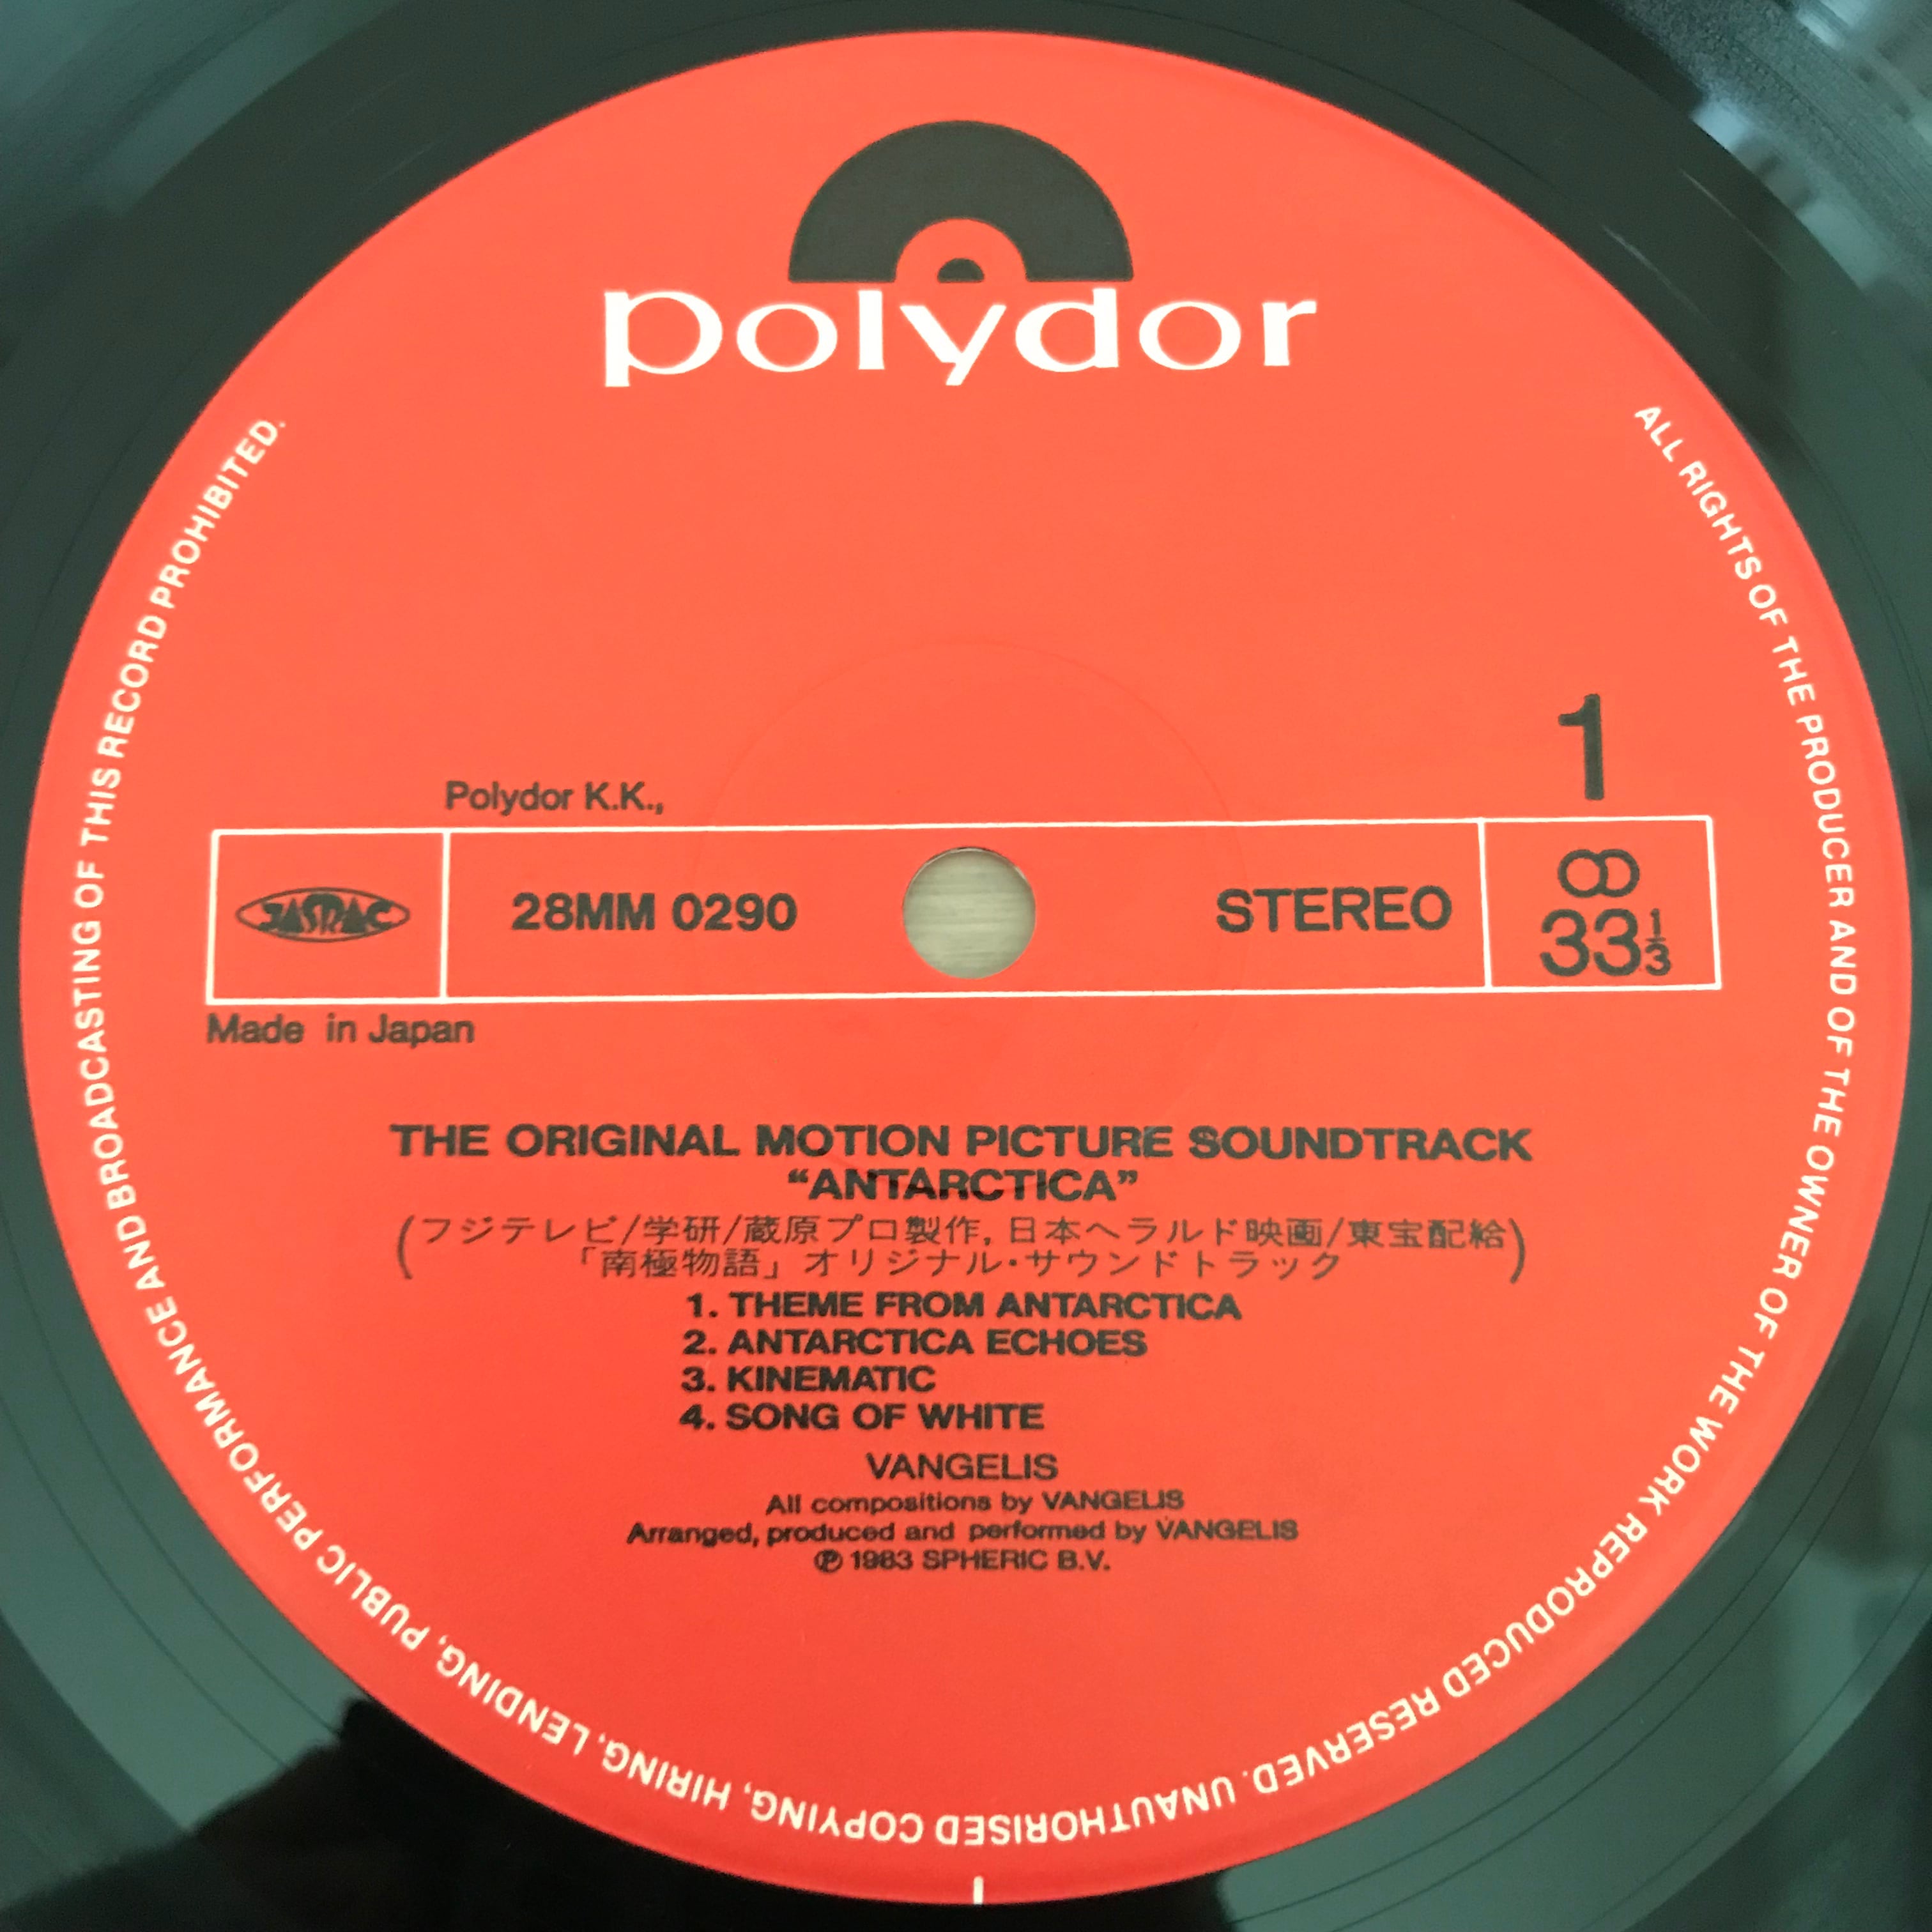 polydor
1
Polydor K.K.,
JASRAC
28MM 0290
STEREO
33 1/3
Made in Japan
THE ORIGINAL MOTION PICTURE SOUNDTRACK
“ANTARCTICA”
(フジテレビ/学研/蔵原プロ製作, 日本ヘラルド映画/東宝配給)
「南極物語」オリジナル・サウンドトラック
1. THEME FROM ANTARCTICA
2. ANTARCTICA ECHOES
3. KINEMATIC
4. SONG OF WHITE
VANGELIS
All compositions by VANGELIS
Arranged, produced and performed by VANGELIS
Ⓟ 1983 SPHERIC B.V.
ALL RIGHTS OF THE PRODUCER AND OF THE OWNER OF THE WORK REPRODUCED RESERVED. UNAUTHORISED COPYING, HIRING, LENDING, PUBLIC PERFORMANCE AND BROADCASTING OF THIS RECORD PROHIBITED.